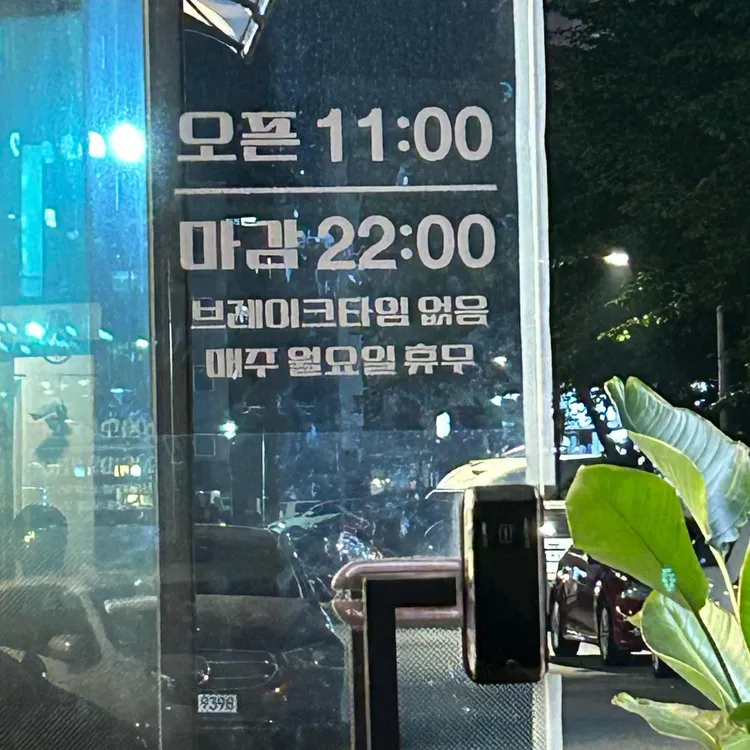 오픈 11:00
마감 22:00
브레이크타임 없음
매주 월요일 휴무
9398